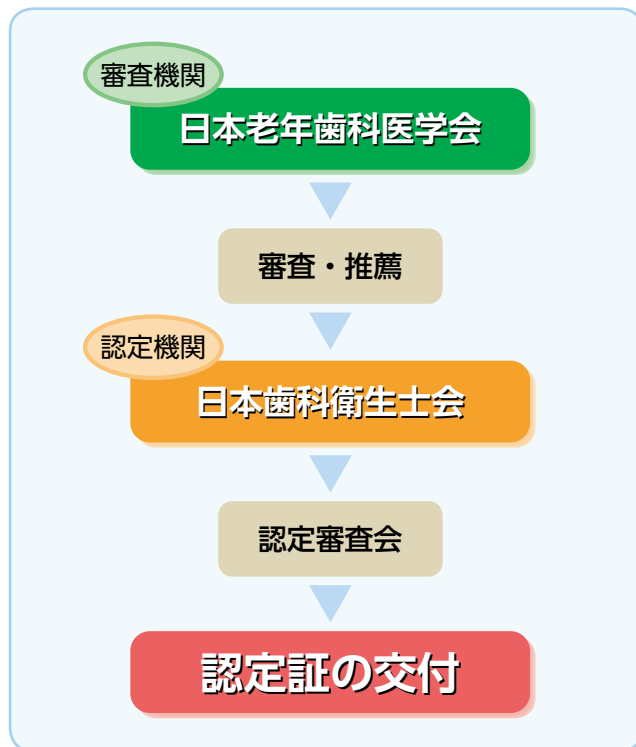 審査機関
日本老年歯科医学会
審査・推薦
認定機関
日本歯科衛生士会
認定審査会
認定証の交付